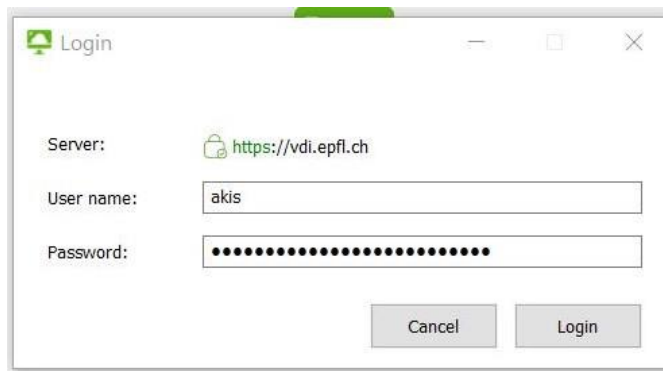 Login
Server: https://vdi.epfl.ch
User name: akis
Password: •••••••••••••••••••••••••••
Cancel Login